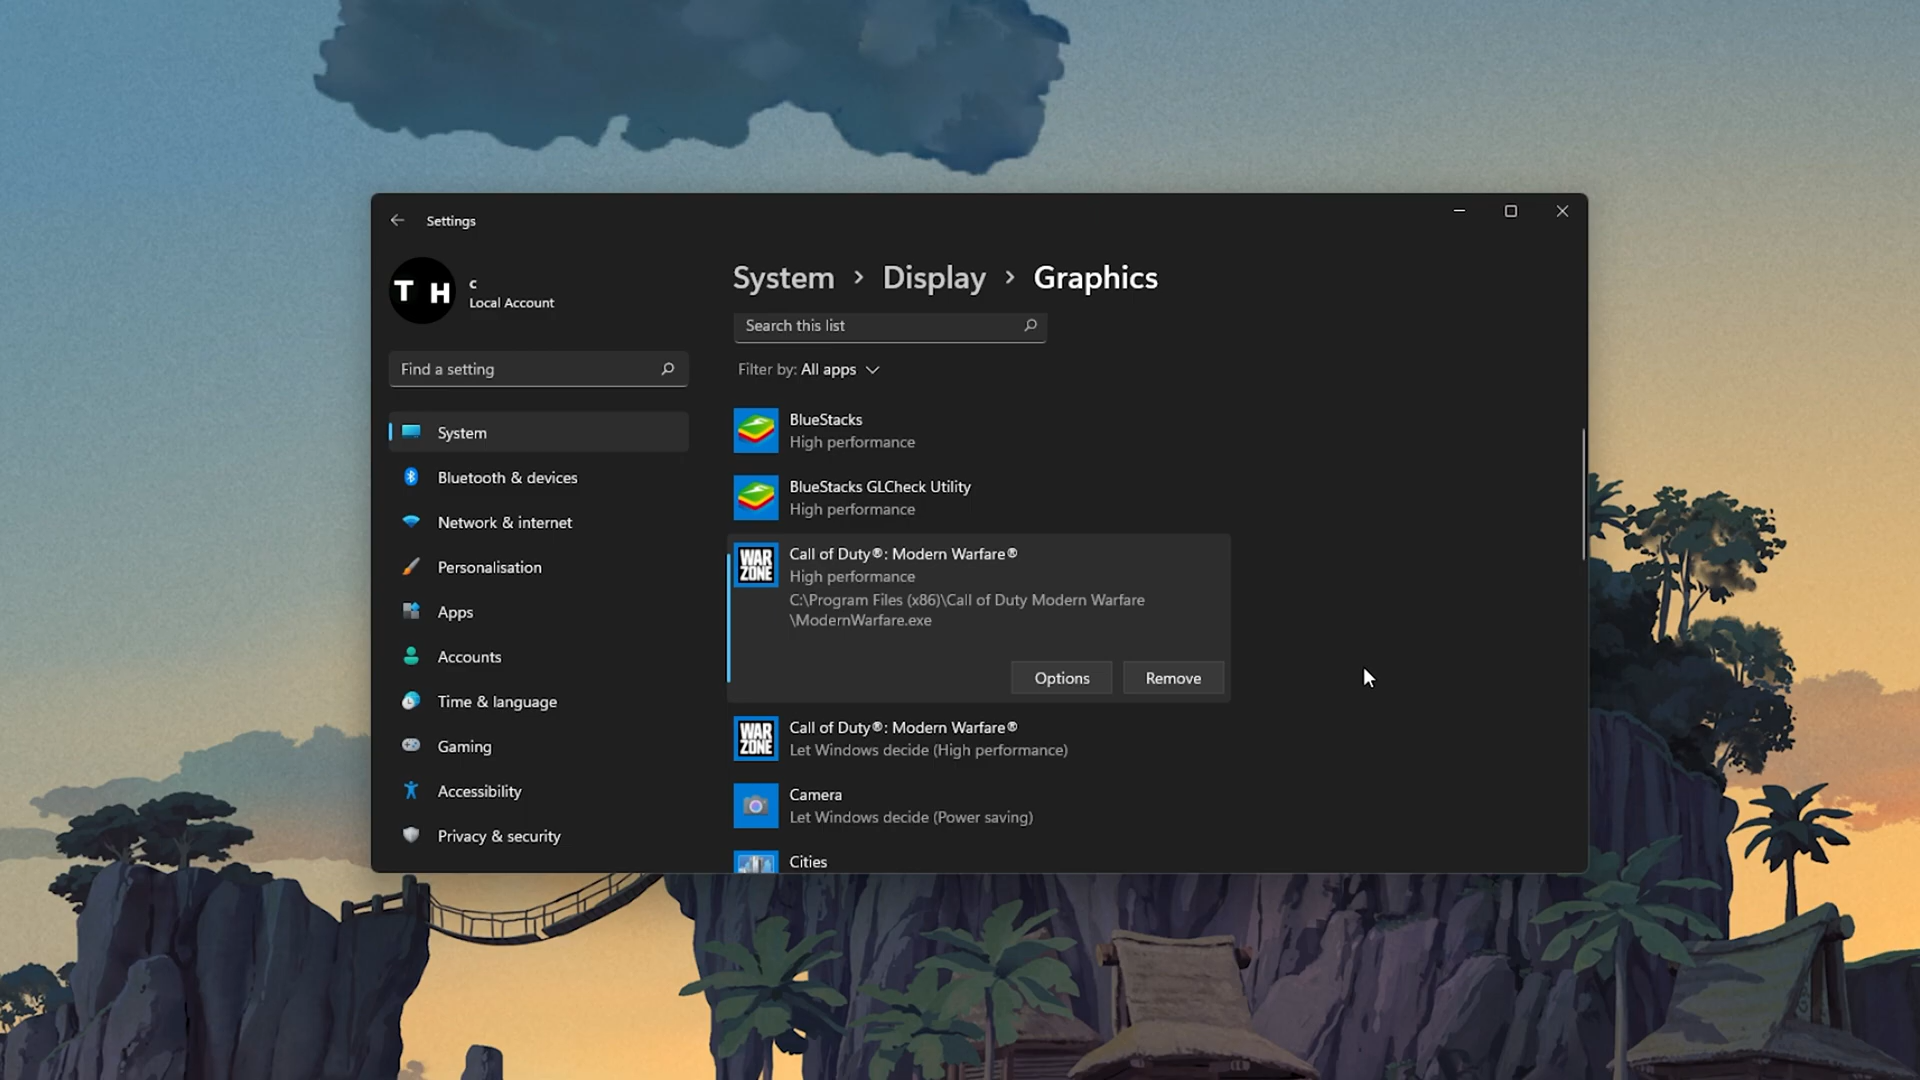 Settings
T H
c
Local Account
Find a setting
System
Bluetooth & devices
Network & internet
Personalisation
Apps
Accounts
Time & language
Gaming
Accessibility
Privacy & security
System > Display > Graphics
Search this list
Filter by: All apps
BlueStacks
High performance
BlueStacks GLCheck Utility
High performance
WAR
ZONE
Call of Duty®: Modern Warfare®
High performance
C:\Program Files (x86)\Call of Duty Modern Warfare
\ModernWarfare.exe
Options
Remove
WAR
ZONE
Call of Duty®: Modern Warfare®
Let Windows decide (High performance)
Camera
Let Windows decide (Power saving)
Cities